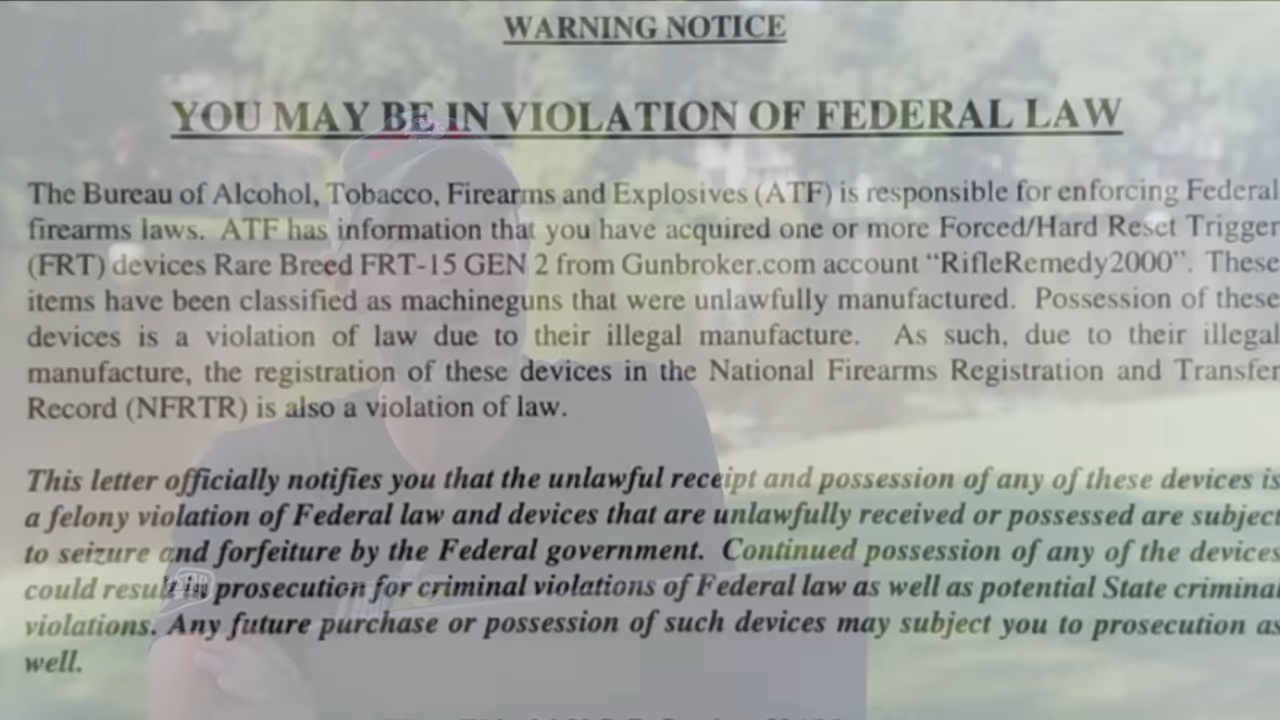 WARNING NOTICE
YOU MAY BE IN VIOLATION OF FEDERAL LAW
The Bureau of Alcohol, Tobacco, Firearms and Explosives (ATF) is responsible for enforcing Federal
firearms laws. ATF has information that you have acquired one or more Forced/Hard Reset Trigger
(FRT) devices Rare Breed FRT-15 GEN 2 from Gunbroker.com account “RifleRemedy2000”. These
items have been classified as machineguns that were unlawfully manufactured. Possession of these
devices is a violation of law due to their illegal manufacture. As such, due to their illegal
manufacture, the registration of these devices in the National Firearms Registration and Transfer
Record (NFRTR) is also a violation of law.
This letter officially notifies you that the unlawful receipt and possession of any of these devices is
a felony violation of Federal law and devices that are unlawfully received or possessed are subject
to seizure and forfeiture by the Federal government. Continued possession of any of the devices
could result in prosecution for criminal violations of Federal law as well as potential State criminal
violations. Any future purchase or possession of such devices may subject you to prosecution as
well.